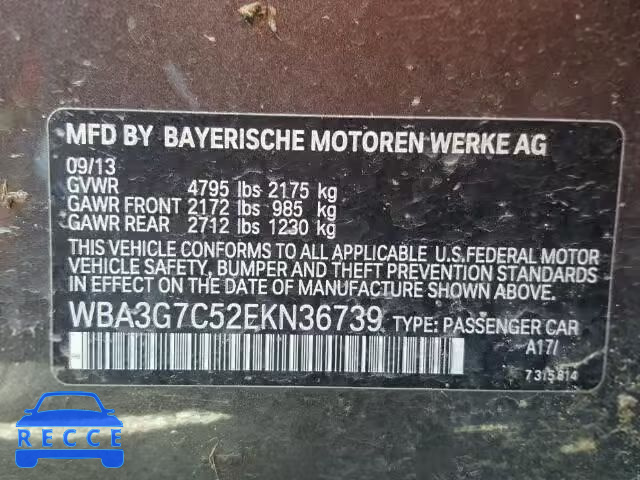 MFD BY BAYERISCHE MOTOREN WERKE AG
09/13
GVWR 4795 lbs 2175 kg
GAWR FRONT 2172 lbs 985 kg
GAWR REAR 2712 lbs 1230 kg
THIS VEHICLE CONFORMS TO ALL APPLICABLE U.S.FEDERAL MOTOR
VEHICLE SAFETY, BUMPER AND THEFT PREVENTION STANDARDS
IN EFFECT ON THE DATE OF MANUFACTURE SHOWN ABOVE.
WBA3G7C52EKN36739 TYPE: PASSENGER CAR
A17/
7315814
RECCE